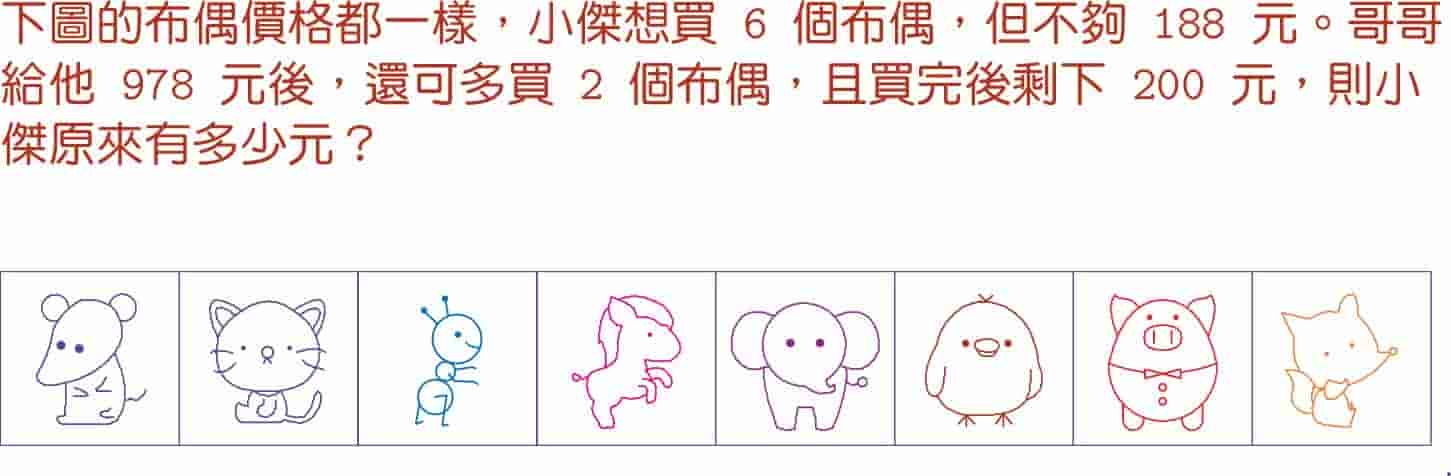 下圖的布偶價格都一樣，小傑想買 6 個布偶，但不夠 188 元。哥哥
給他 978 元後，還可多買 2 個布偶，且買完後剩下 200 元，則小
傑原來有多少元？